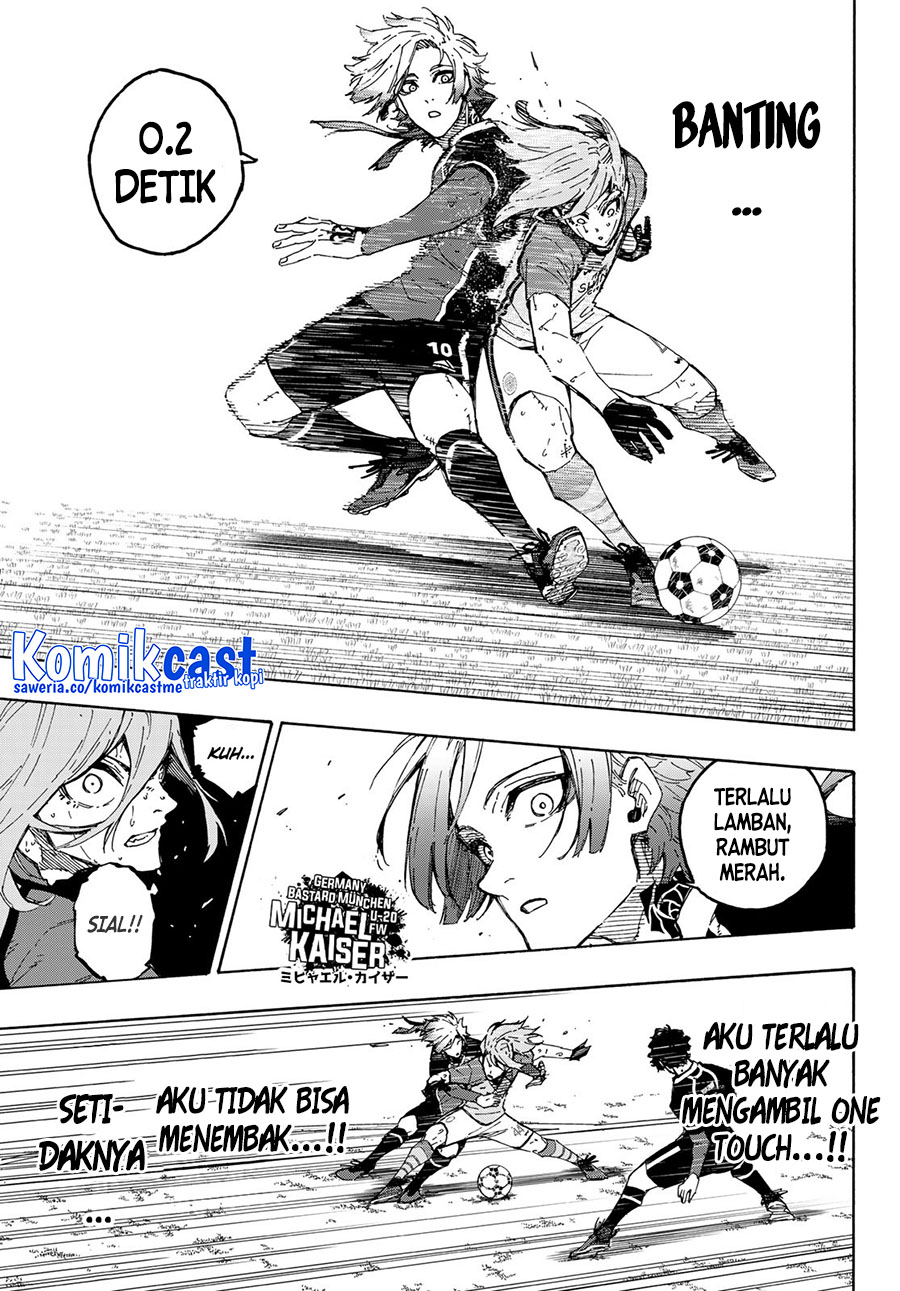 BANTING
...
0.2
DETIK
10
Komikcast
saweria.co/komikcastme
traktir kopi
TERLALU
LAMBAN,
RAMBUT
MERAH.
GERMANY
BASTARD MÜNCHEN
U-20
MICHAEL
FW
KAISER
ミヒャエル・カイザー
KUH...
SIAL!!
AKU TERLALU
BANYAK
MENGAMBIL ONE
TOUCH...!!
AKU TIDAK BISA
MENEMBAK...!!
SETI-
DAKNYA
...